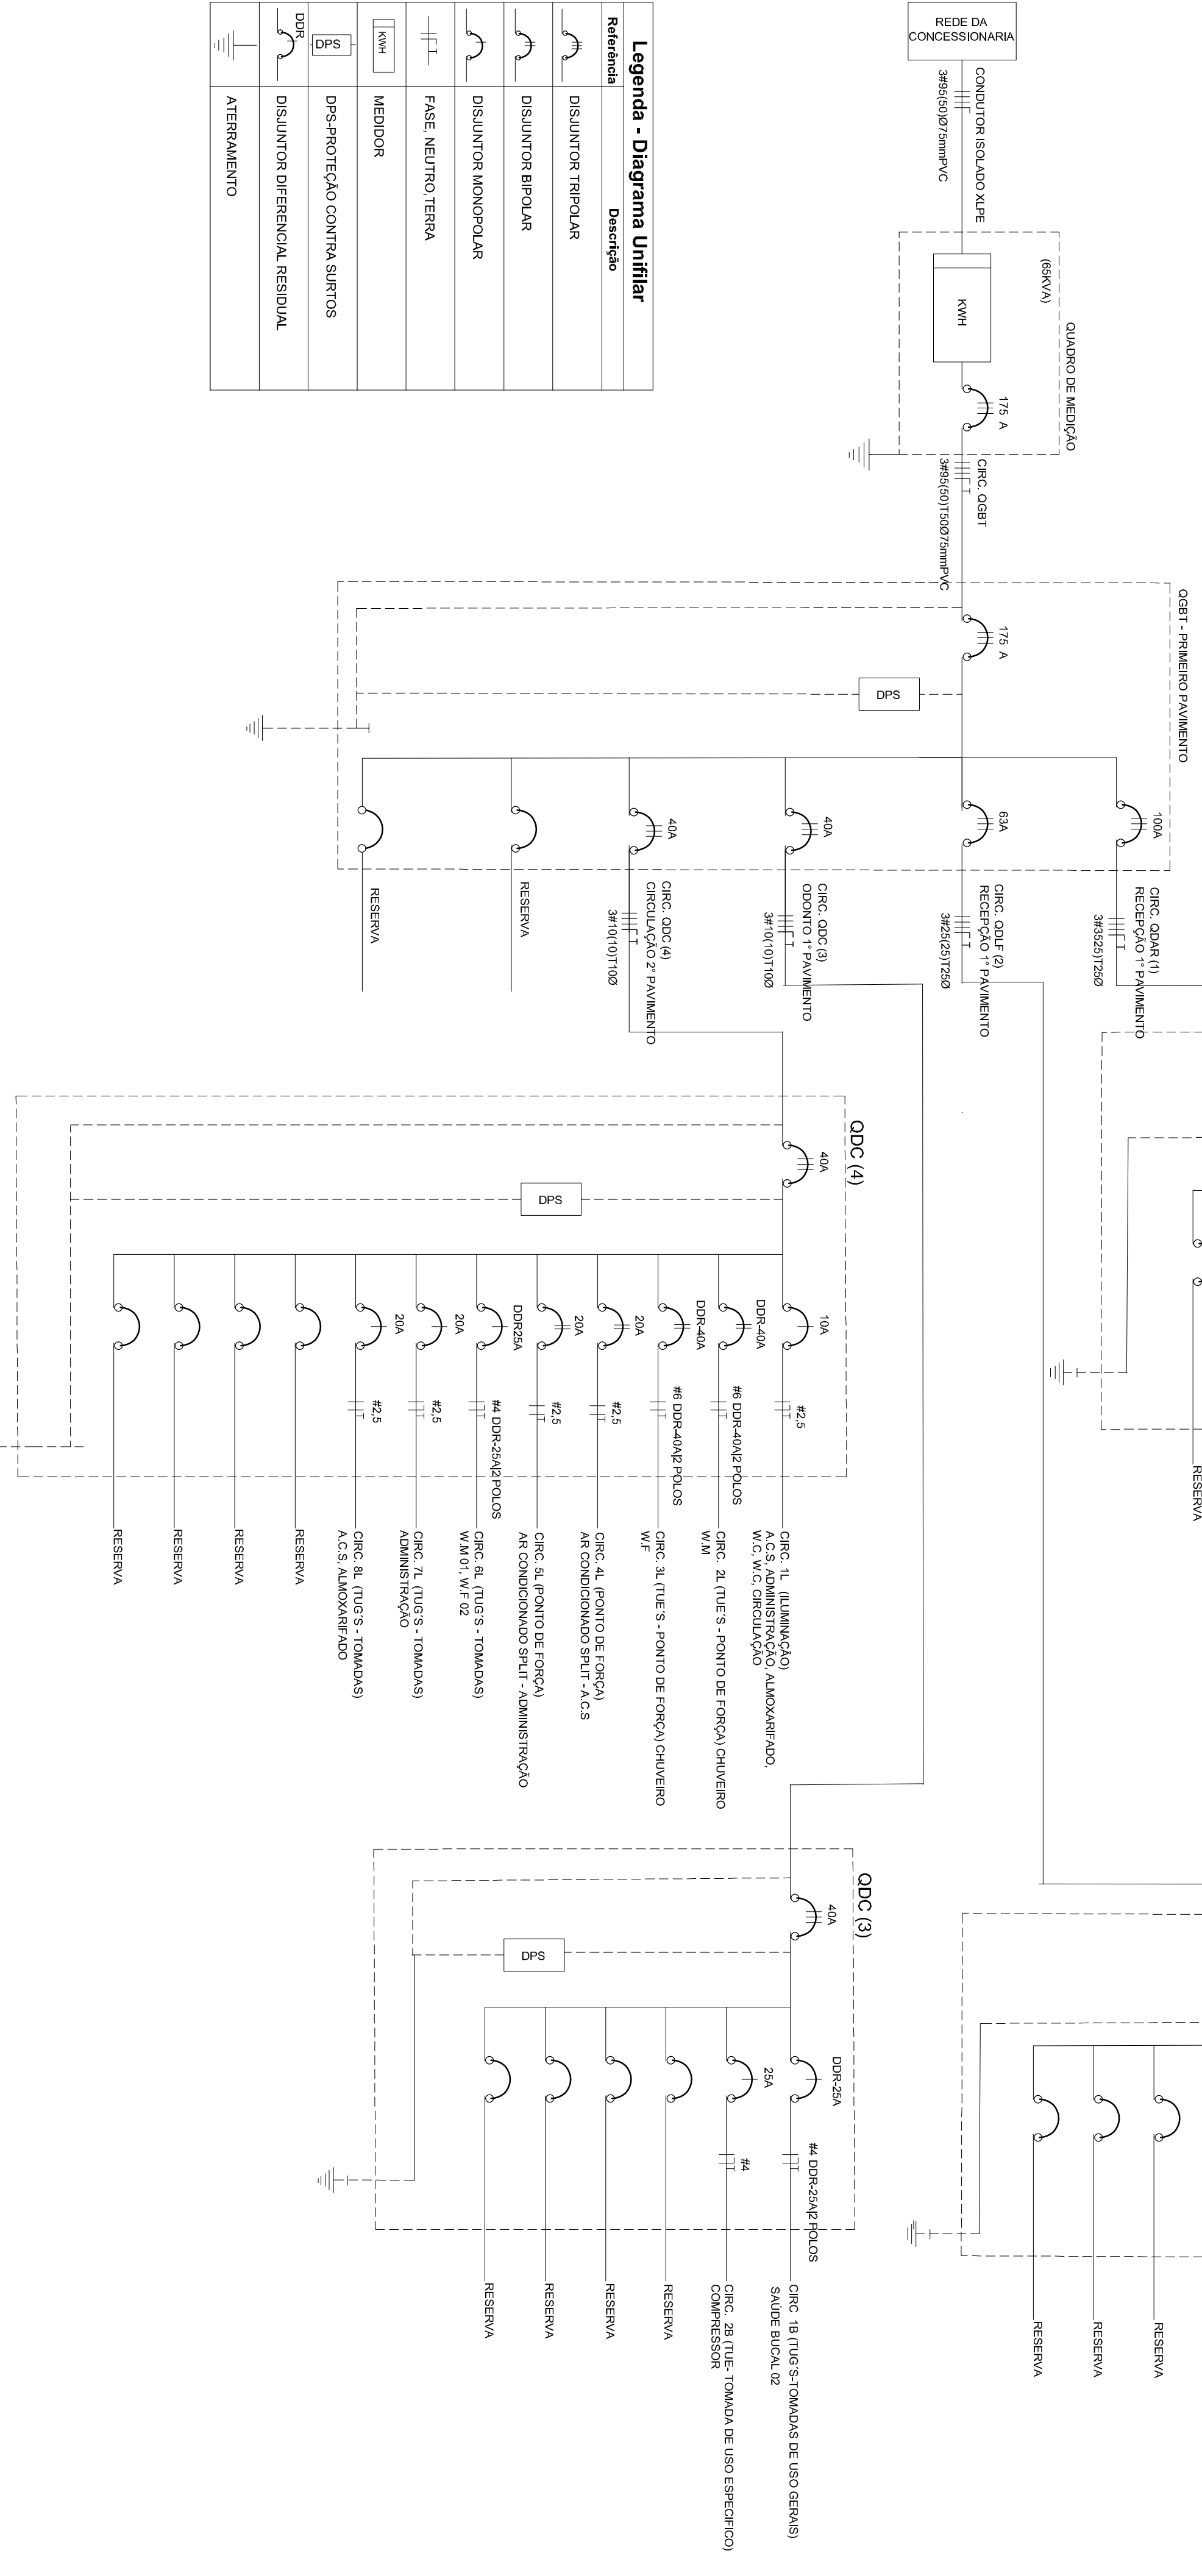 REDE DA
CONCESSIONARIA
CONDUTOR ISOLADO XLPE
3#95(50)Ø75mmPVC
QUADRO DE MEDIÇÃO
(65KVA)
KWH
175 A
CIRC. QGBT
3#95(50)T50Ø75mmPVC
QGBT - PRIMEIRO PAVIMENTO
175 A
DPS
100A
CIRC. QDAR (1)
RECEPÇÃO 1° PAVIMENTO
3#3525)T25Ø
63A
CIRC. QDLF (2)
RECEPÇÃO 1° PAVIMENTO
3#25(25)T25Ø
40A
CIRC. QDC (3)
ODONTO 1° PAVIMENTO
3#10(10)T10Ø
40A
CIRC. QDC (4)
CIRCULAÇÃO 2° PAVIMENTO
3#10(10)T10Ø
RESERVA
RESERVA
Legenda - Diagrama Unifilar
Referência
Descrição
DISJUNTOR TRIPOLAR
DISJUNTOR BIPOLAR
DISJUNTOR MONOPOLAR
FASE, NEUTRO,TERRA
KWH
MEDIDOR
DPS
DPS-PROTEÇÃO CONTRA SURTOS
DDR
DISJUNTOR DIFERENCIAL RESIDUAL
ATERRAMENTO
RESERVA
QDC (4)
40A
DPS
10A
#2,5
CIRC. 1L (ILUMINAÇÃO)
A.C.S, ADMINISTRAÇÃO, ALMOXARIFADO,
W.C, W.C, CIRCULAÇÃO
DDR-40A
#6 DDR-40A|2 POLOS
CIRC. 2L (TUE'S - PONTO DE FORÇA) CHUVEIRO
W.M
DDR-40A
#6 DDR-40A|2 POLOS
CIRC. 3L (TUE'S - PONTO DE FORÇA) CHUVEIRO
W.F
20A
#2,5
CIRC. 4L (PONTO DE FORÇA)
AR CONDICIONADO SPLIT - A.C.S
20A
#2,5
CIRC. 5L (PONTO DE FORÇA)
AR CONDICIONADO SPLIT - ADMINISTRAÇÃO
DDR25A
#4 DDR-25A|2 POLOS
CIRC. 6L (TUG'S - TOMADAS)
W.M 01, W.F 02
20A
#2,5
CIRC. 7L (TUG'S - TOMADAS)
ADMINISTRAÇÃO
20A
#2,5
CIRC. 8L (TUG'S - TOMADAS)
A.C.S, ALMOXARIFADO
RESERVA
RESERVA
RESERVA
RESERVA
QDC (3)
40A
DPS
DDR-25A
#4 DDR-25A|2 POLOS
CIRC 1B (TUG'S-TOMADAS DE USO GERAIS)
SAÚDE BUCAL 02
25A
#4
CIRC. 2B (TUE- TOMADA DE USO ESPECIFICO)
COMPRESSOR
RESERVA
RESERVA
RESERVA
RESERVA
RESERVA
RESERVA
RESERVA